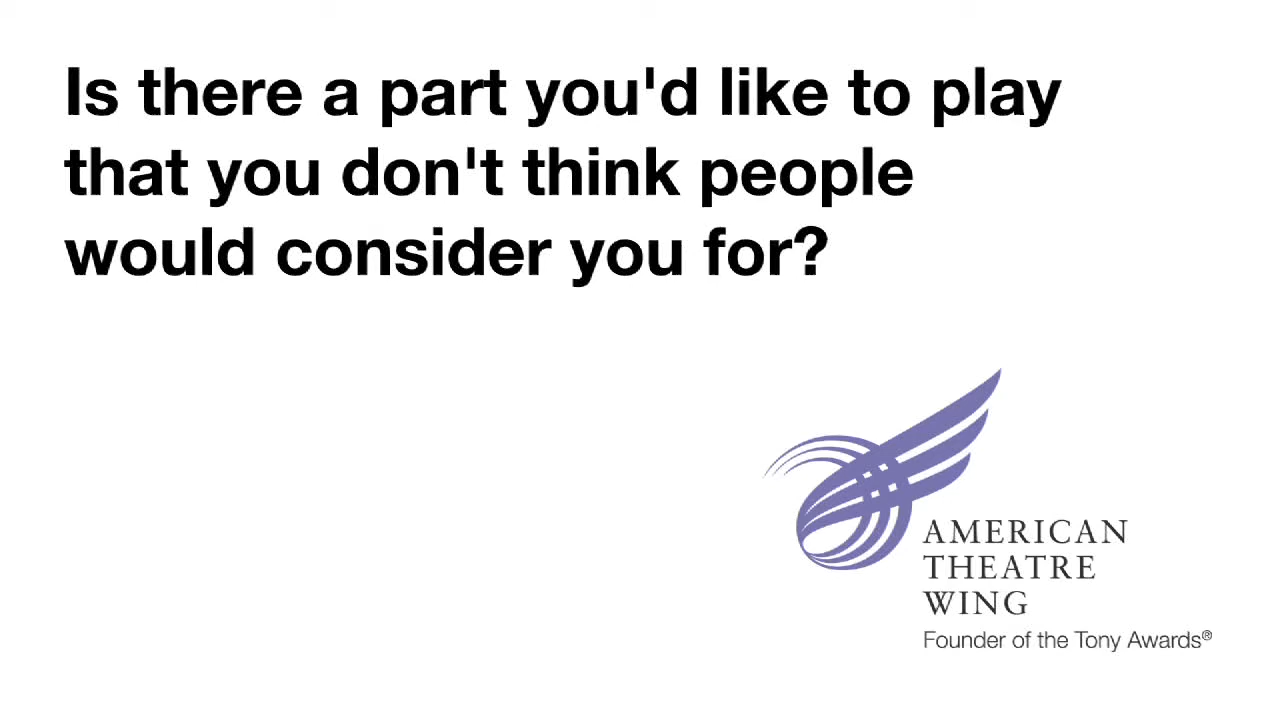 Is there a part you'd like to play
that you don't think people
would consider you for?
AMERICAN
THEATRE
WING
Founder of the Tony Awards®